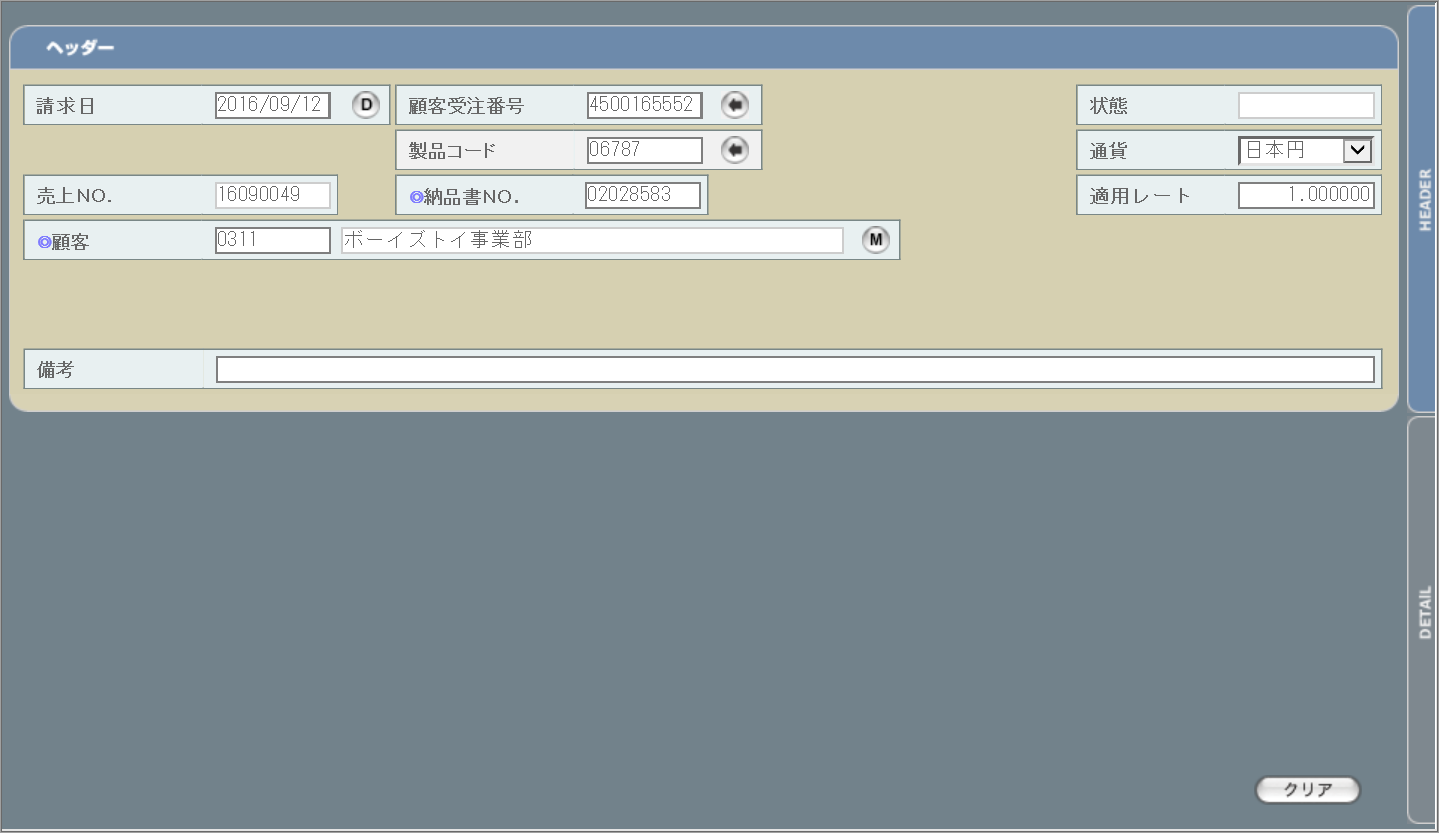 ヘッダー
請求日 2016/09/12 D 顧客受注番号 4500165552 状態
製品コード 06787 通貨 日本円
売上NO. 16090049 ◎納品書NO. 02028583 適用レート 1.000000
◎顧客 0311 ボーイズトイ事業部 M
備考
HEADER
DETAIL
クリア